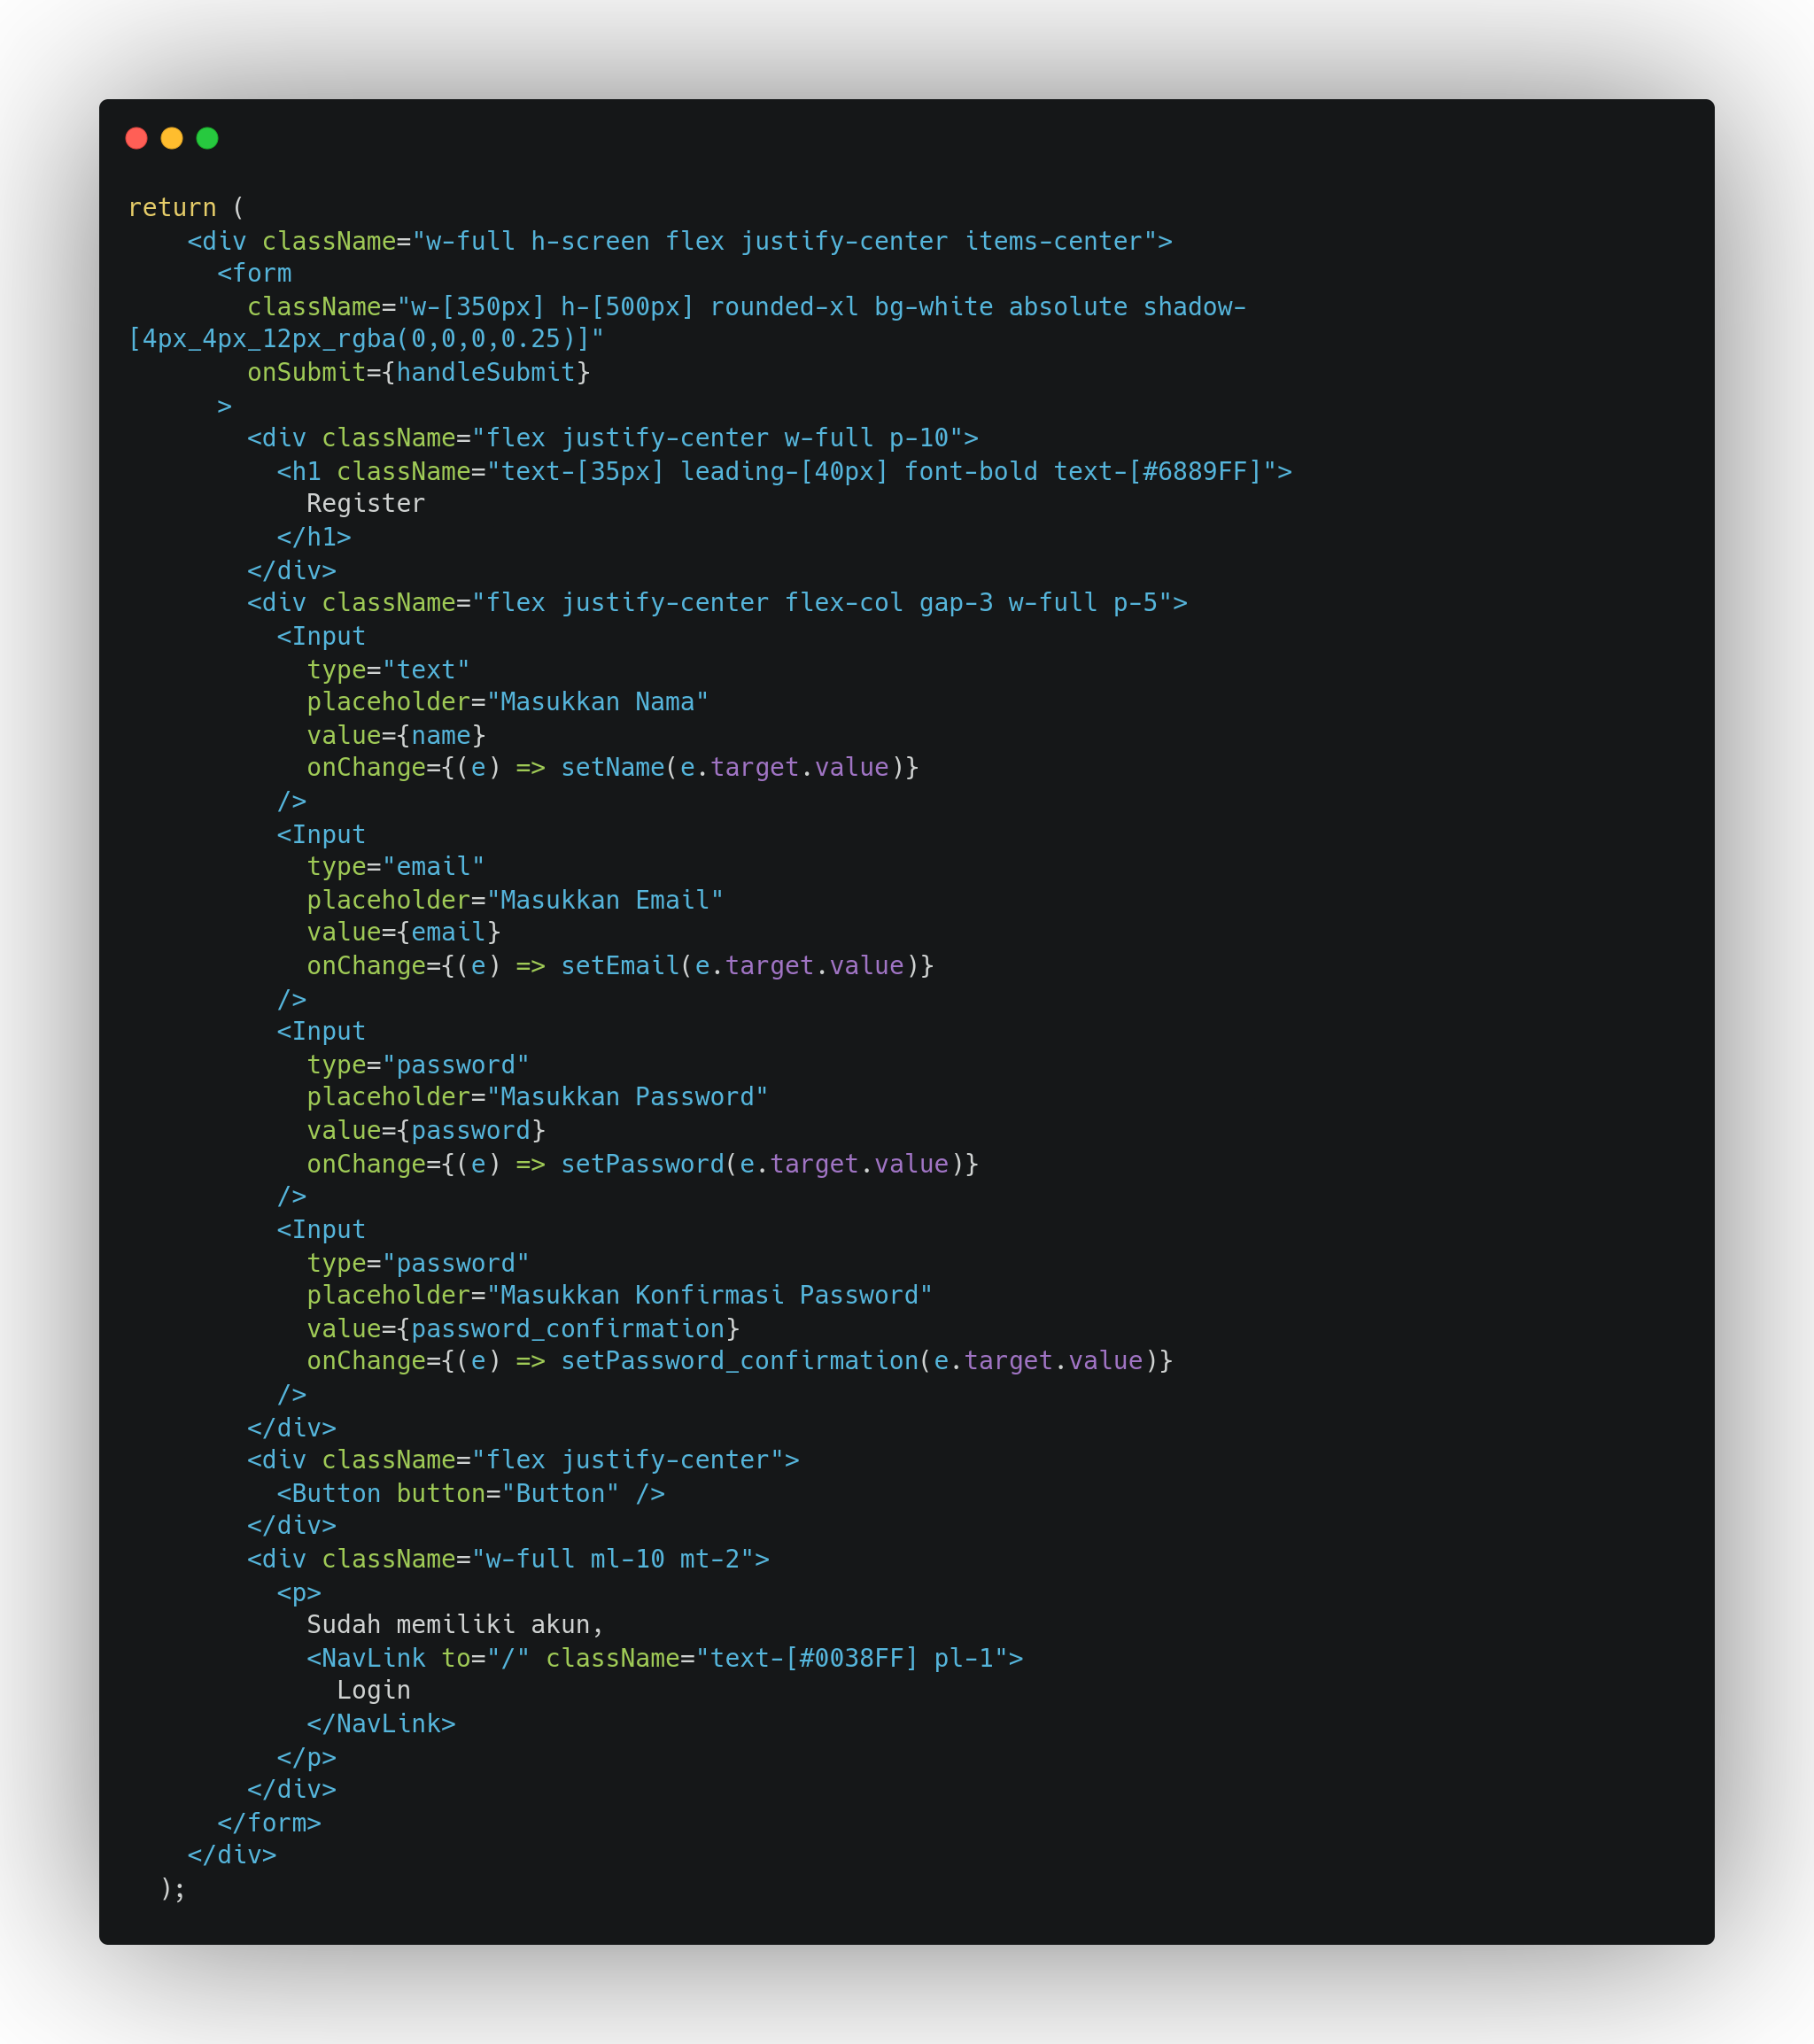 return (
    <div className="w-full h-screen flex justify-center items-center">
      <form
        className="w-[350px] h-[500px] rounded-xl bg-white absolute shadow-
[4px_4px_12px_rgba(0,0,0,0.25)]"
        onSubmit={handleSubmit}
      >
        <div className="flex justify-center w-full p-10">
          <h1 className="text-[35px] leading-[40px] font-bold text-[#6889FF]">
            Register
          </h1>
        </div>
        <div className="flex justify-center flex-col gap-3 w-full p-5">
          <Input
            type="text"
            placeholder="Masukkan Nama"
            value={name}
            onChange={(e) => setName(e.target.value)}
          />
          <Input
            type="email"
            placeholder="Masukkan Email"
            value={email}
            onChange={(e) => setEmail(e.target.value)}
          />
          <Input
            type="password"
            placeholder="Masukkan Password"
            value={password}
            onChange={(e) => setPassword(e.target.value)}
          />
          <Input
            type="password"
            placeholder="Masukkan Konfirmasi Password"
            value={password_confirmation}
            onChange={(e) => setPassword_confirmation(e.target.value)}
          />
        </div>
        <div className="flex justify-center">
          <Button button="Button" />
        </div>
        <div className="w-full ml-10 mt-2">
          <p>
            Sudah memiliki akun,
            <NavLink to="/" className="text-[#0038FF] pl-1">
              Login
            </NavLink>
          </p>
        </div>
      </form>
    </div>
  );